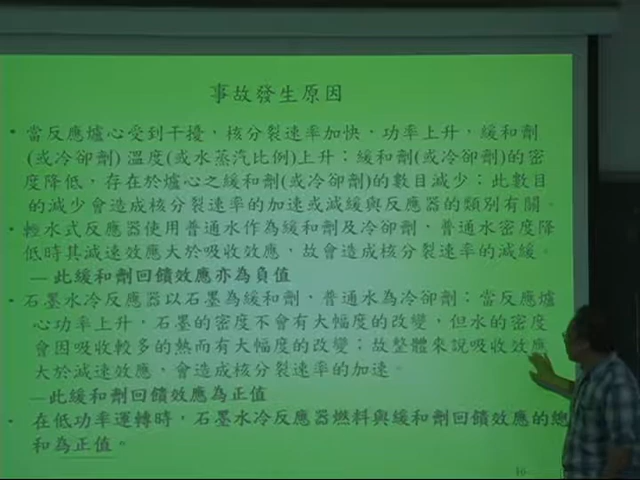 事故發生原因
• 當反應爐心受到干擾，核分裂速率加快，功率上升，緩和劑
(或冷卻劑) 溫度(或水蒸汽比例)上升；緩和劑(或冷卻劑)的密
度降低，存在於爐心之緩和劑(或冷卻劑)的數目減少；此數目
的減少會造成核分裂速率的加速或減緩與反應器的類別有關。
• 輕水式反應器使用普通水作為緩和劑及冷卻劑，普通水密度降
低時其減速效應大於吸收效應，故會造成核分裂速率的減緩。
—此緩和劑回饋效應亦為負值
• 石墨水冷反應器以石墨為緩和劑，普通水為冷卻劑；當反應爐
心功率上升，石墨的密度不會有大幅度的改變，但水的密度
會因吸收較多的熱而有大幅度的改變；故整體來說吸收效應
大於減速效應，會造成核分裂速率的加速。
—此緩和劑回饋效應為正值
• 在低功率運轉時，石墨水冷反應器燃料與緩和劑回饋效應的總
和為正值。